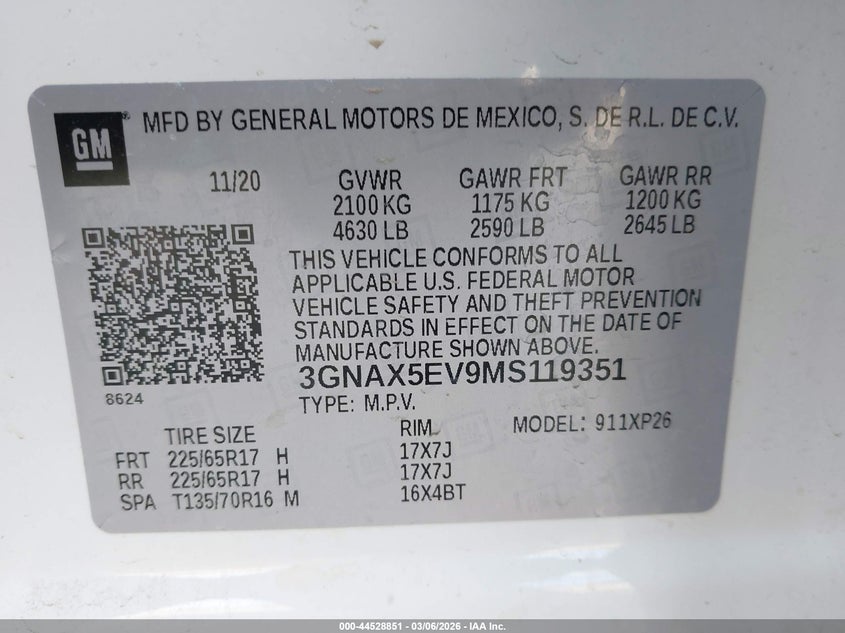 GM® MFD BY GENERAL MOTORS DE MEXICO, S. DE R.L. DE C.V.
11/20 GVWR GAWR FRT GAWR RR
2100 KG 1175 KG 1200 KG
4630 LB 2590 LB 2645 LB
THIS VEHICLE CONFORMS TO ALL
APPLICABLE U.S. FEDERAL MOTOR
VEHICLE SAFETY AND THEFT PREVENTION
STANDARDS IN EFFECT ON THE DATE OF
MANUFACTURE SHOWN ABOVE.
3GNAX5EV9MS119351
8624
TYPE: M.P.V.
TIRE SIZE RIM MODEL: 911XP26
FRT 225/65R17 H 17X7J
RR 225/65R17 H 17X7J
SPA T135/70R16 M 16X4BT
000-44528851 - 03/06/2026 - IAA Inc.